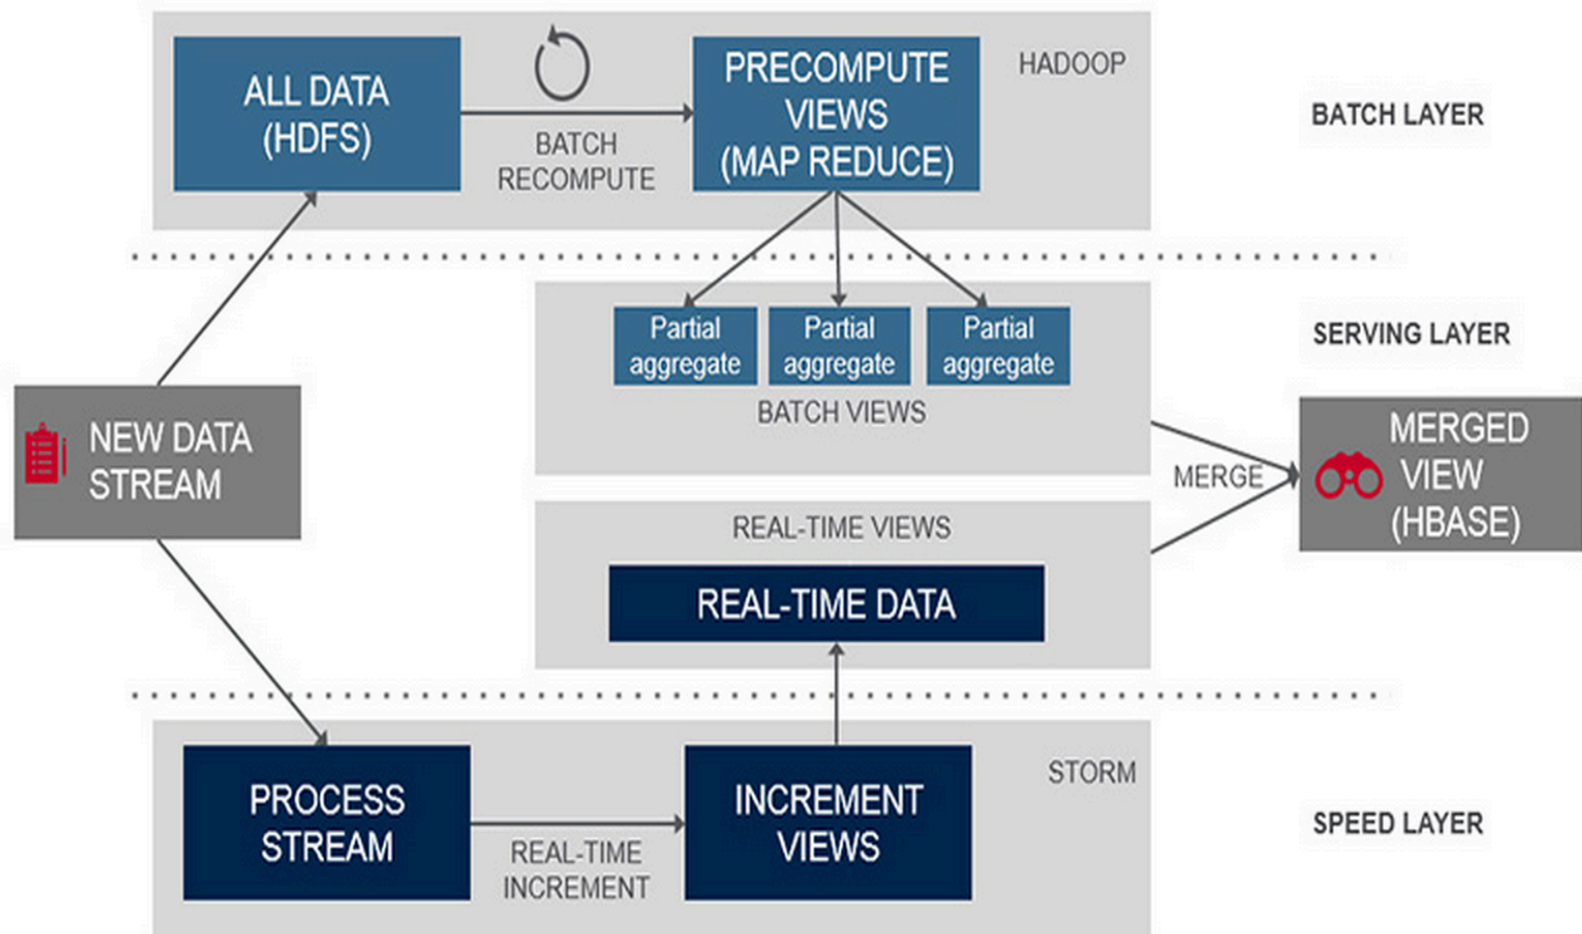 ALL DATA
(HDFS)
BATCH
RECOMPUTE
PRECOMPUTE
VIEWS
(MAP REDUCE)
HADOOP
BATCH LAYER
Partial
aggregate
Partial
aggregate
Partial
aggregate
BATCH VIEWS
SERVING LAYER
NEW DATA
STREAM
MERGE
MERGED
VIEW
(HBASE)
REAL-TIME VIEWS
REAL-TIME DATA
PROCESS
STREAM
REAL-TIME
INCREMENT
INCREMENT
VIEWS
STORM
SPEED LAYER